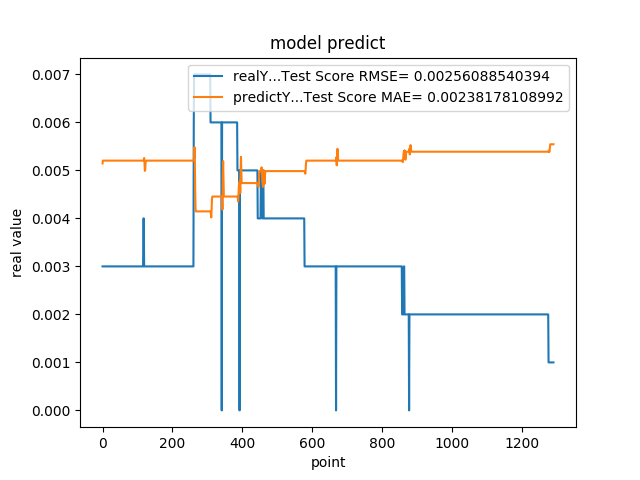 model predict
realY...Test Score RMSE= 0.00256088540394
predictY...Test Score MAE= 0.00238178108992
real value
0.007
0.006
0.005
0.004
0.003
0.002
0.001
0.000
0 200 400 600 800 1000 1200
point